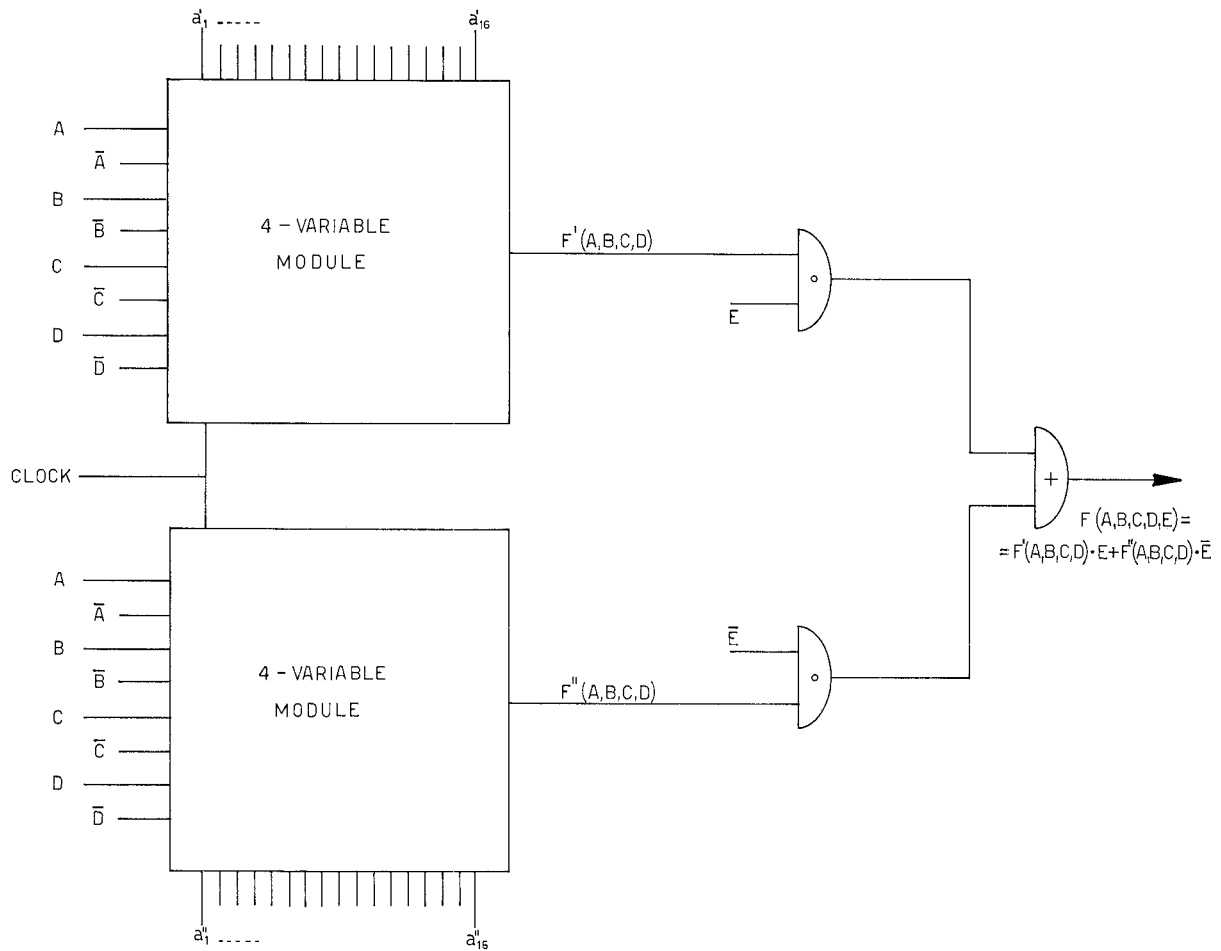 a'₁ ----- a'₁₆
A
A̅
B
B̅
C
C̅
D
D̅
4 – VARIABLE
MODULE
F'(A,B,C,D)
E
CLOCK
+
F (A,B,C,D,E) =
= F'(A,B,C,D)·E+F"(A,B,C,D)·E̅
A
A̅
B
B̅
C
C̅
D
D̅
4 – VARIABLE
MODULE
E̅
F"(A,B,C,D)
a"₁ ----- a"₁₆